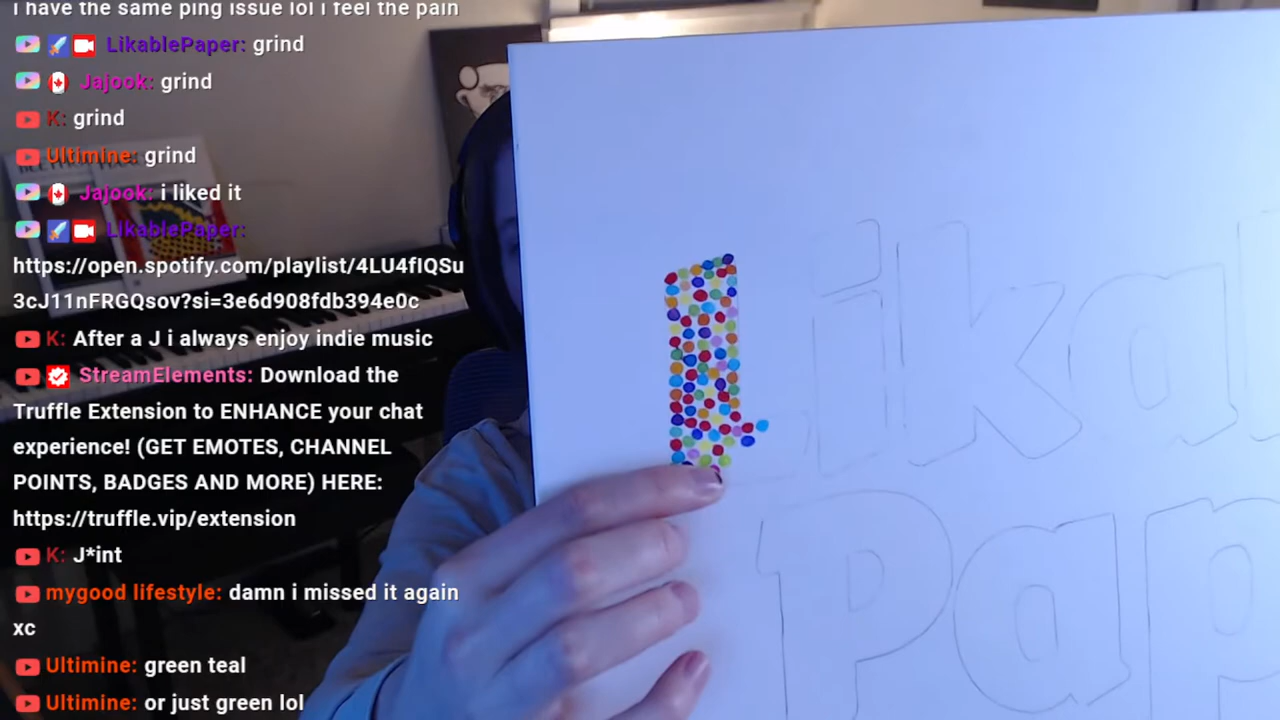 i have the same ping issue lol i feel the pain
LikablePaper: grind
Jajook: grind
K: grind
Ultimine: grind
Jajook: i liked it
LikablePaper:
https://open.spotify.com/playlist/4LU4fIQSu
3cJ11nFRGQsov?si=3e6d908fdb394e0c
K: After a J i always enjoy indie music
StreamElements: Download the
Truffle Extension to ENHANCE your chat
experience! (GET EMOTES, CHANNEL
POINTS, BADGES AND MORE) HERE:
https://truffle.vip/extension
K: J*int
mygood lifestyle: damn i missed it again
xc
Ultimine: green teal
Ultimine: or just green lol
Lika
Pap